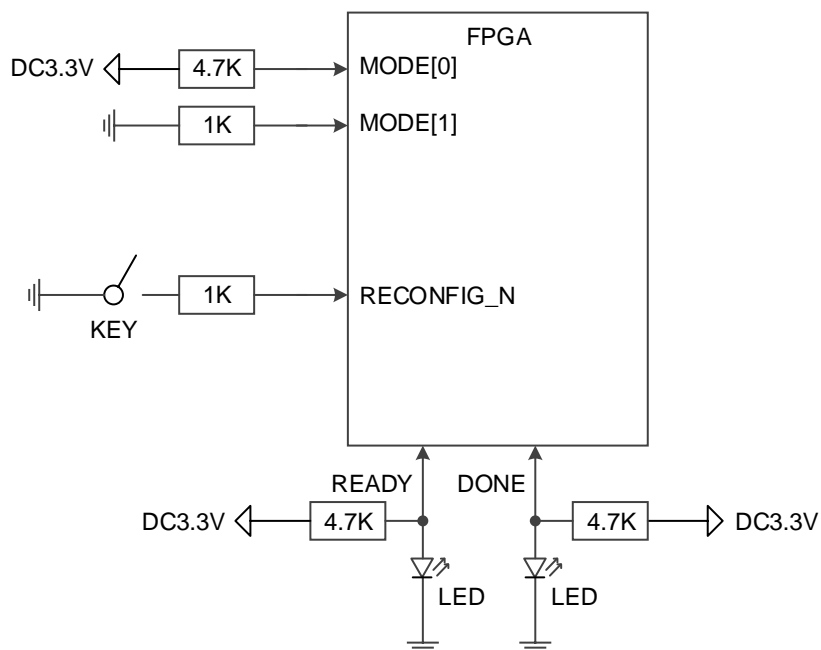 FPGA
DC3.3V
4.7K
MODE[0]
1K
MODE[1]
1K
RECONFIG_N
KEY
READY
DONE
DC3.3V
4.7K
4.7K
DC3.3V
LED
LED